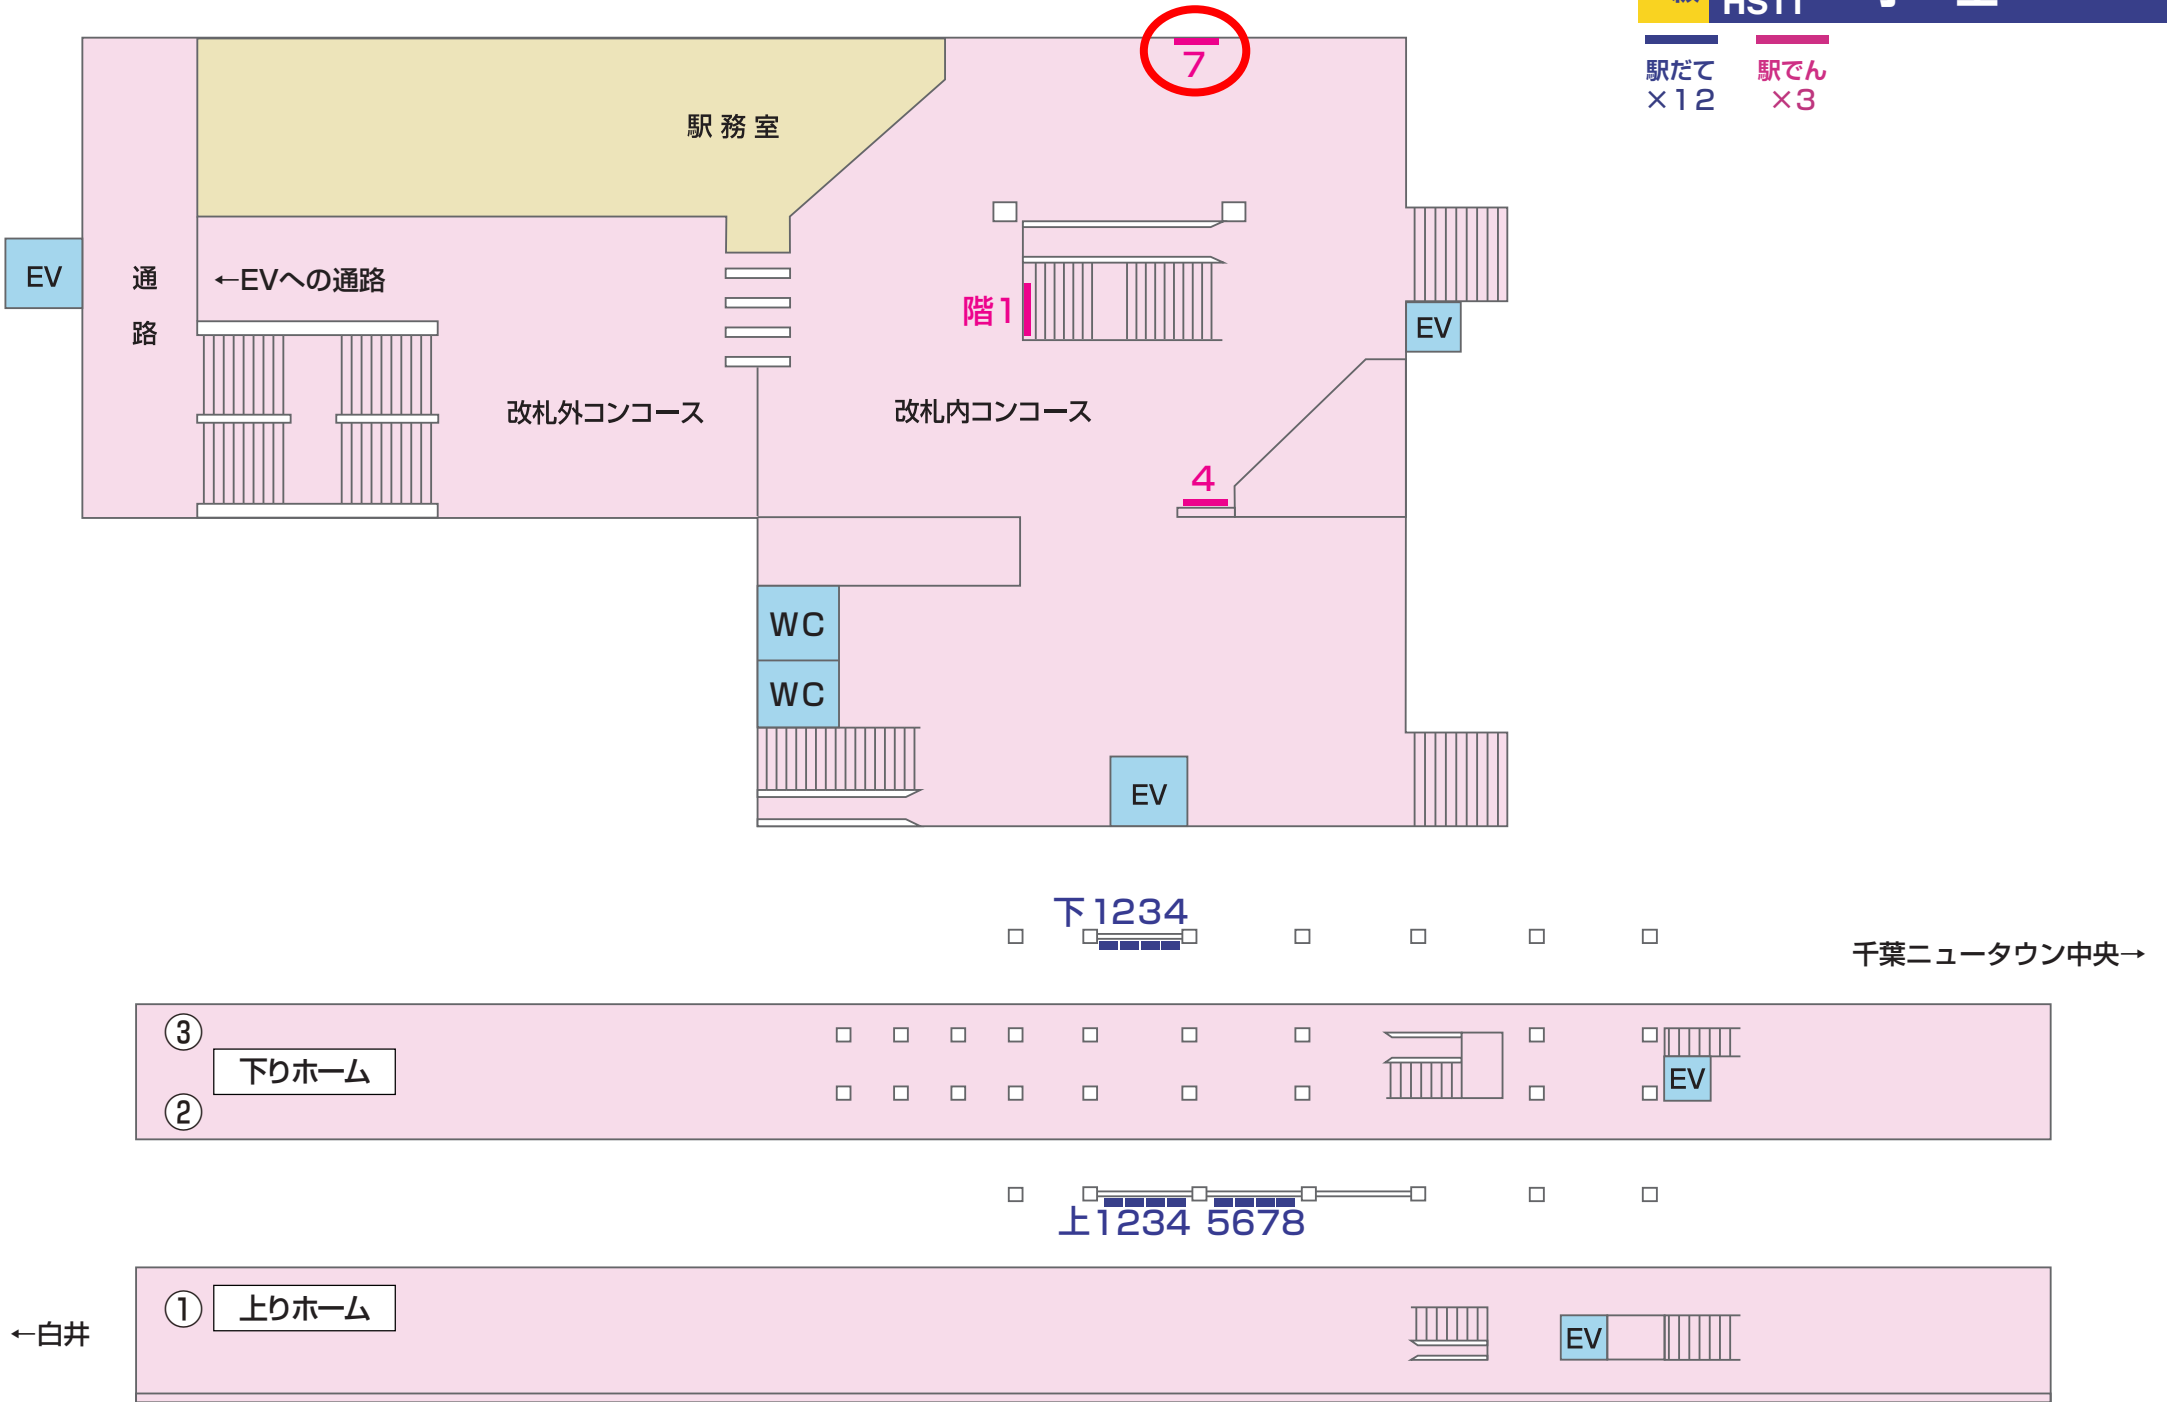 HS11
駅だて
×12
駅でん
×3
7
駅務室
EV
通路
←EVへの通路
階1
EV
改札外コンコース
改札内コンコース
4
WC
WC
EV
下1234
千葉ニュータウン中央→
③
下りホーム
②
EV
上1234 5678
①
上りホーム
←白井
EV